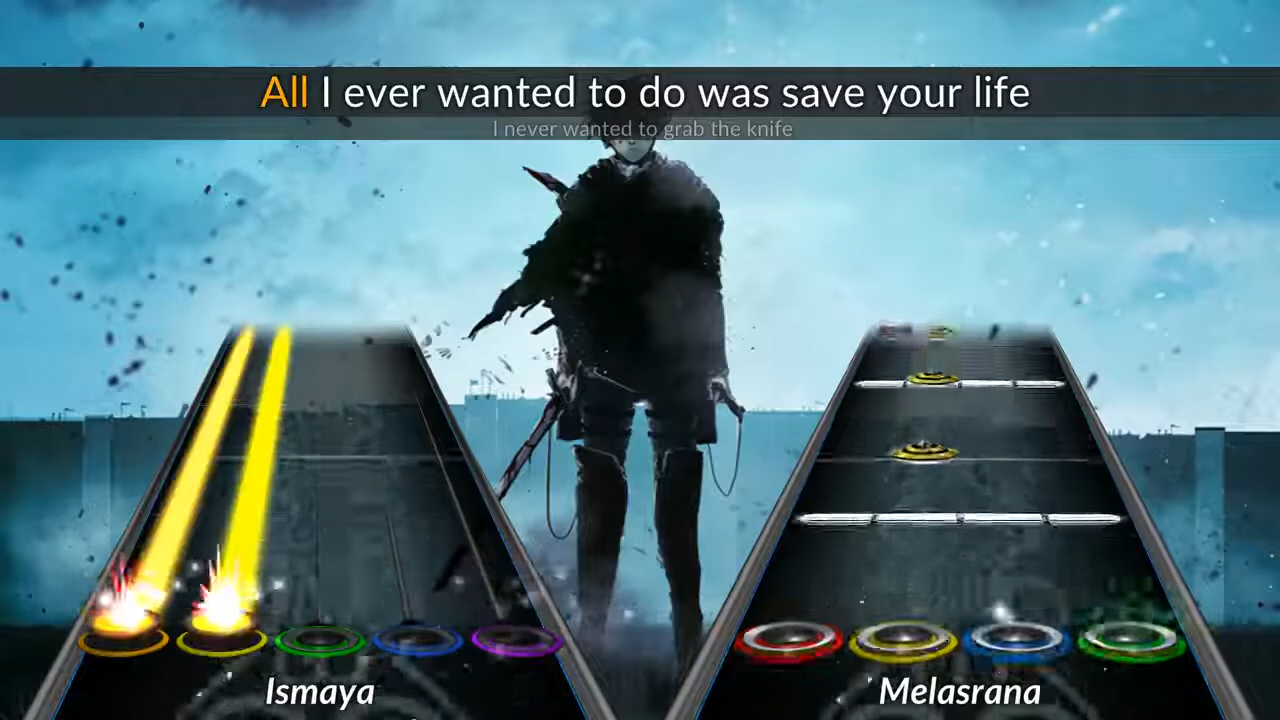 All I ever wanted to do was save your life
I never wanted to grab the knife
Ismaya
Melasrana